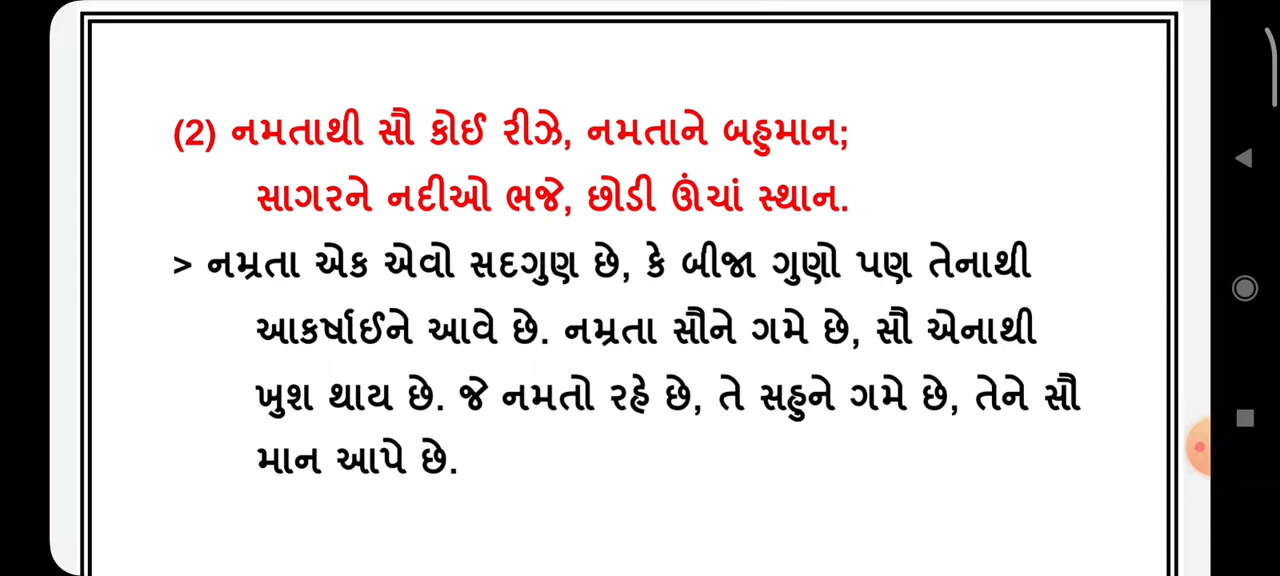 (2) નમતાથી સૌ કોઈ રીઝે, નમતાને બહુમાન;
સાગરને નદીઓ ભજે, છોડી ઊંચાં સ્થાન.
> નમ્રતા એક એવો સદગુણ છે, કે બીજા ગુણો પણ તેનાથી
આકર્ષાઈને આવે છે. નમ્રતા સૌને ગમે છે, સૌ એનાથી
ખુશ થાય છે. જે નમતો રહે છે, તે સહુને ગમે છે, તેને સૌ
માન આપે છે.